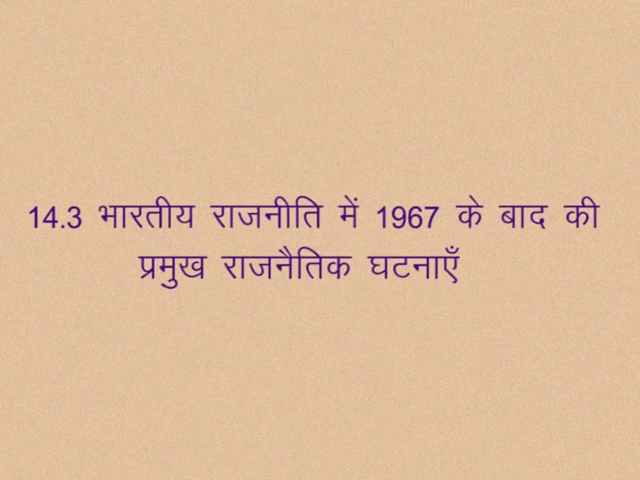 14.3 भारतीय राजनीति में 1967 के बाद की
प्रमुख राजनैतिक घटनाएँ